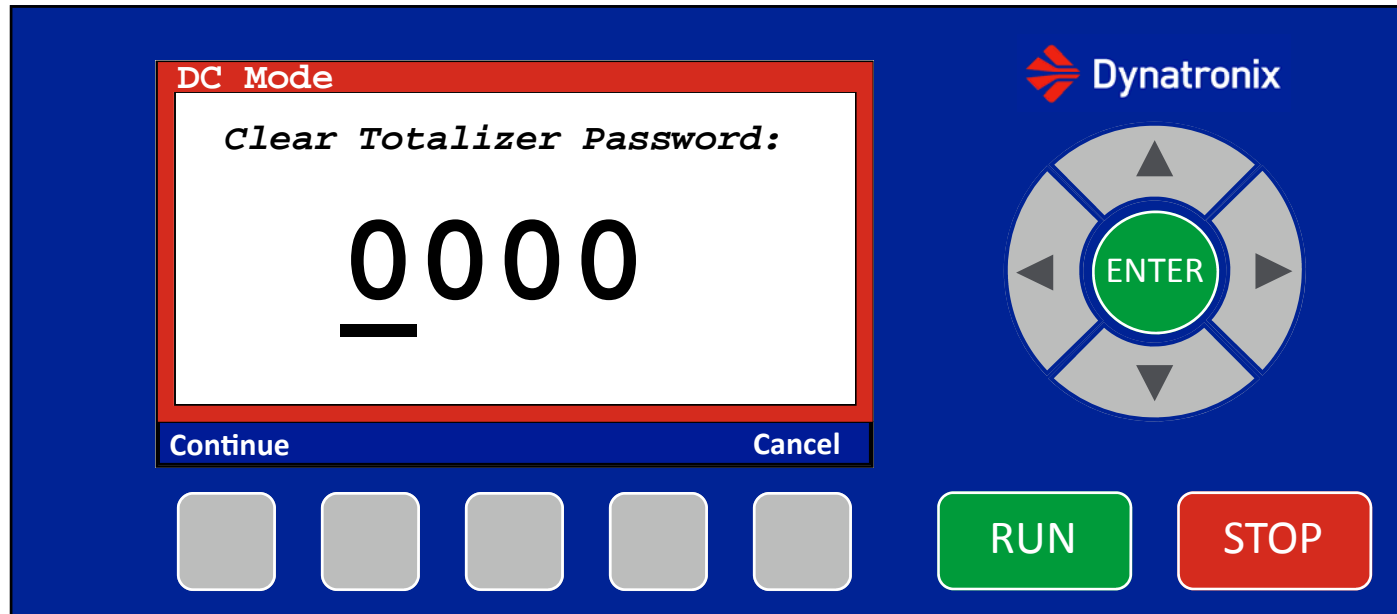 DC Mode
Clear Totalizer Password:
0000
Continue
Cancel
Dynatronix
ENTER
RUN
STOP